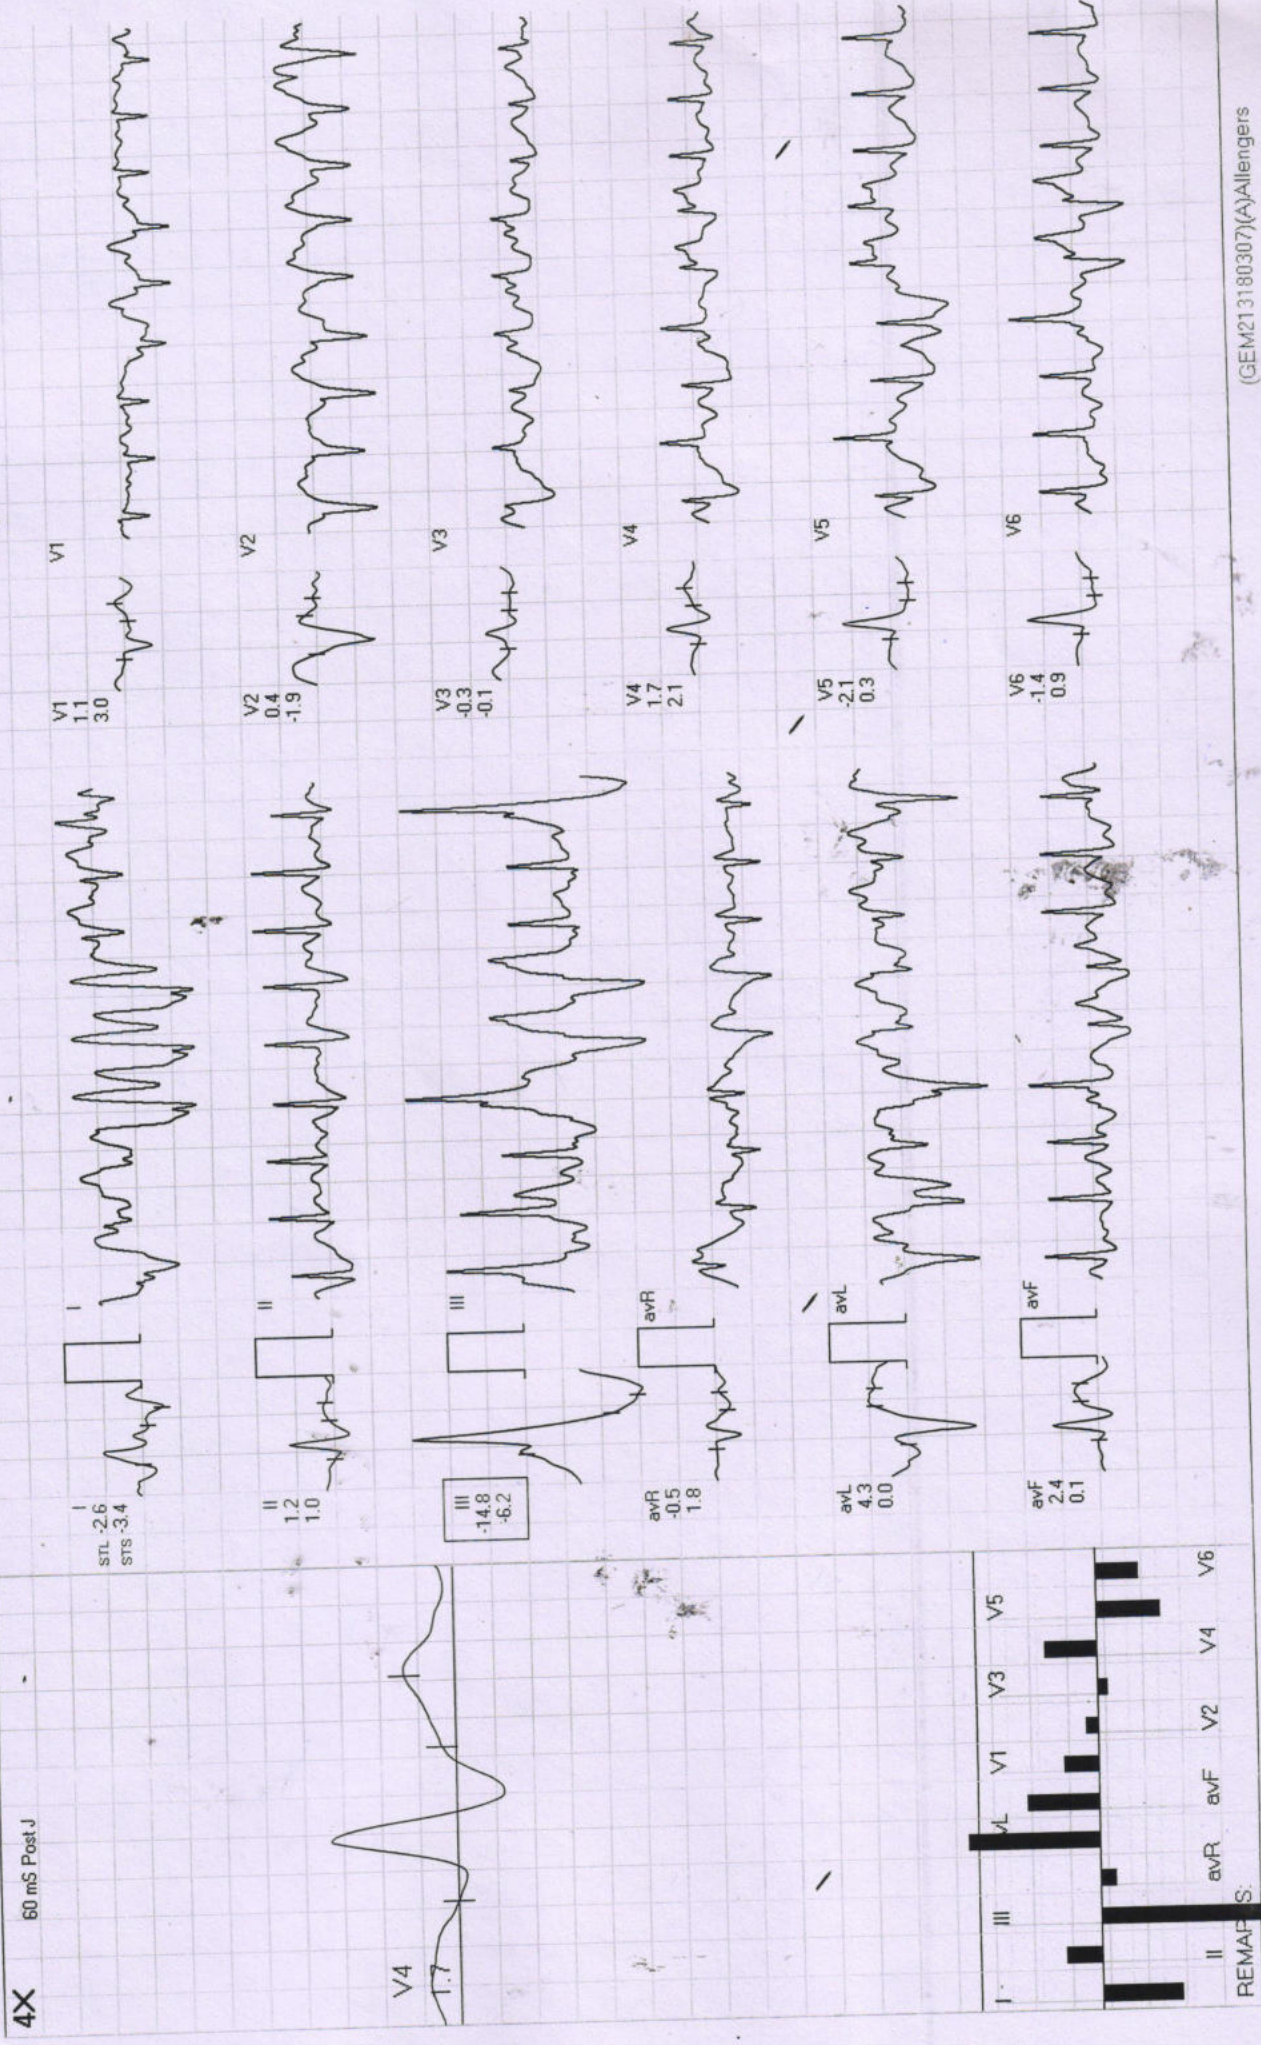 4X
60 mS Post J
V4
1.7
I
STL -2.6
STS -3.4
I
V1
1.1
3.0
V1
II
1.2
1.0
II
V2
0.4
-1.9
V2
III
-14.8
-6.2
III
V3
-0.3
-0.1
V3
avR
-0.5
1.8
avR
V4
1.7
2.1
V4
avL
4.3
0.0
avL
V5
-2.1
0.3
V5
avF
2.4
0.1
avF
V6
-1.4
0.9
V6
I III vL V1 V3 V5
II avR avF V2 V4 V6
REMAR S:
(GEM213180307)(A)Allengers